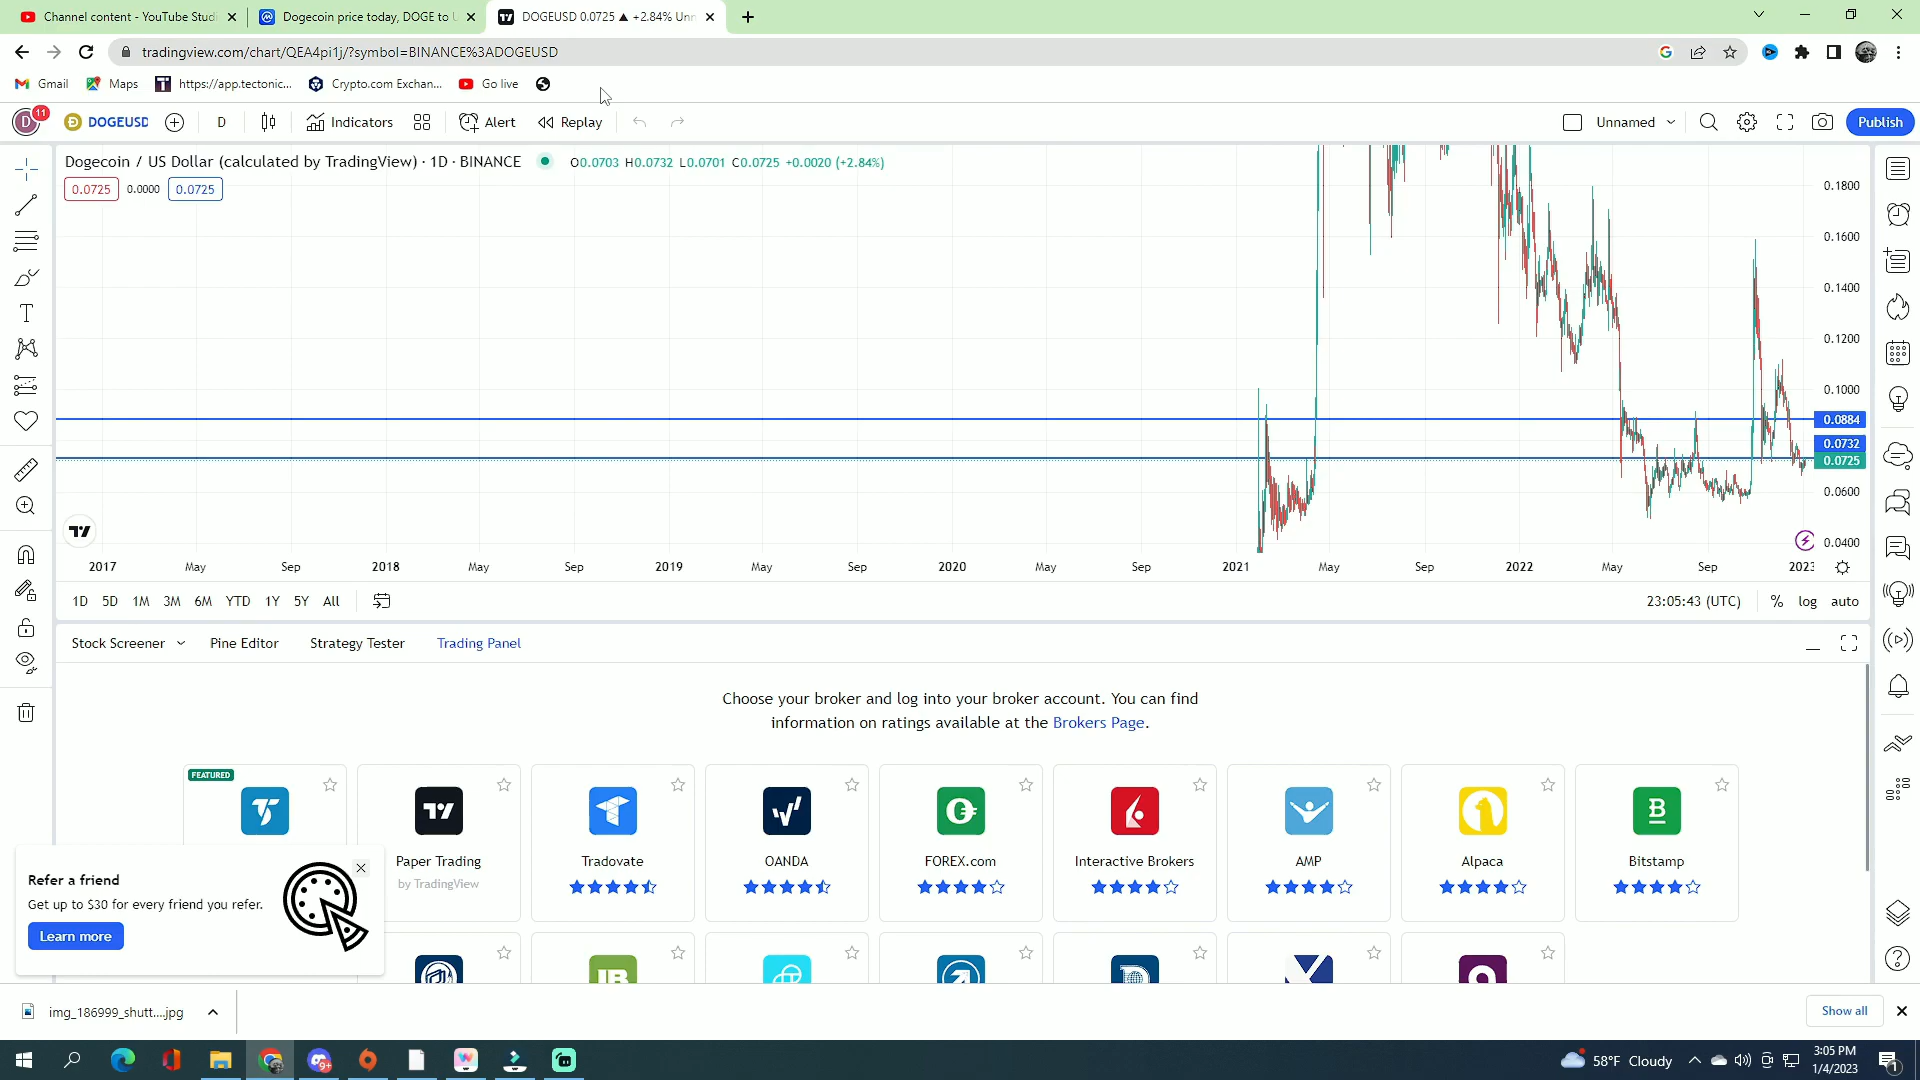 Channel content - YouTube Studi
Dogecoin price today, DOGE to U
DOGEUSD 0.0725 ▲ +2.84% Unn
tradingview.com/chart/QEA4pi1j/?symbol=BINANCE%3ADOGEUSD
Gmail
Maps
https://app.tectonic...
Crypto.com Exchan...
Go live
D
11
DOGEUSD
D
Indicators
Alert
Replay
Unnamed
Publish
Dogecoin / US Dollar (calculated by TradingView) · 1D · BINANCE
O0.0703 H0.0732 L0.0701 C0.0725 +0.0020 (+2.84%)
0.0725
0.0000
0.0725
0.1800
0.1600
0.1400
0.1200
0.1000
0.0884
0.0732
0.0725
0.0600
0.0400
2017
May
Sep
2018
May
Sep
2019
May
Sep
2020
May
Sep
2021
May
Sep
2022
May
Sep
2023
1D 5D 1M 3M 6M YTD 1Y 5Y All
23:05:43 (UTC)
%
log
auto
Stock Screener
Pine Editor
Strategy Tester
Trading Panel
Choose your broker and log into your broker account. You can find
information on ratings available at the Brokers Page.
FEATURED
Paper Trading
by TradingView
Tradovate
OANDA
FOREX.com
Interactive Brokers
AMP
Alpaca
Bitstamp
Refer a friend
Get up to $30 for every friend you refer.
Learn more
img_186999_shutt....jpg
Show all
9+
58°F Cloudy
3:05 PM
1/4/2023
1